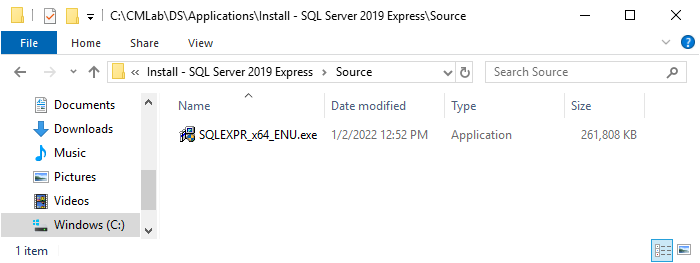 C:\CMLab\DS\Applications\Install - SQL Server 2019 Express\Source
File Home Share View
Install - SQL Server 2019 Express Source Search Source
Documents
Downloads
Music
Pictures
Videos
Windows (C:)
Name Date modified Type Size
SQLEXPR_x64_ENU.exe 1/2/2022 12:52 PM Application 261,808 KB
1 item